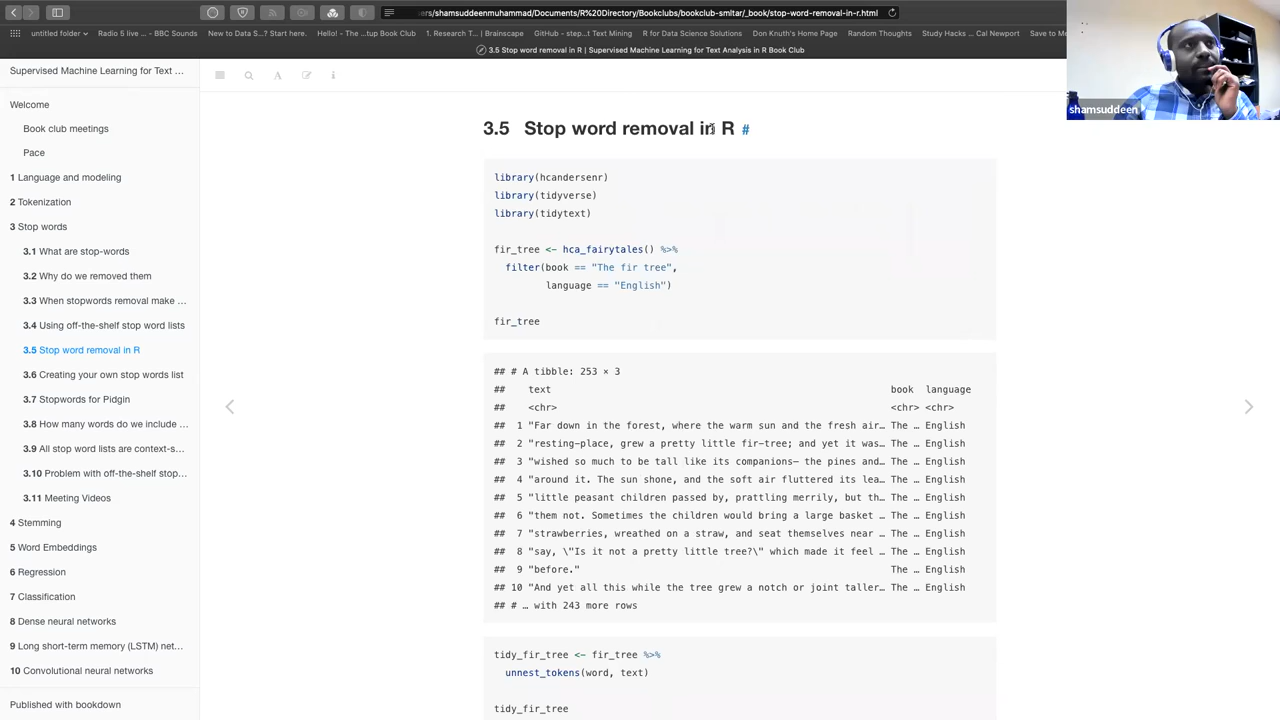 ers/shamsuddeenmuhammad/Documents/R%20Directory/Bookclubs/bookclub-smltar/_book/stop-word-removal-in-r.html
untitled folder
Radio 5 live ... – BBC Sounds
New to Data S...? Start here.
Hello! - The ...tup Book Club
1. Research T... | Brainscape
GitHub - step...t Text Mining
R for Data Science Solutions
Don Knuth's Home Page
Random Thoughts
Study Hacks ... Cal Newport
Save to Me
3.5 Stop word removal in R | Supervised Machine Learning for Text Analysis in R Book Club
shamsuddeen
Supervised Machine Learning for Text ...
Welcome
Book club meetings
Pace
1 Language and modeling
2 Tokenization
3 Stop words
3.1 What are stop-words
3.2 Why do we removed them
3.3 When stopwords removal make ...
3.4 Using off-the-shelf stop word lists
3.5 Stop word removal in R
3.6 Creating your own stop words list
3.7 Stopwords for Pidgin
3.8 How many words do we include ...
3.9 All stop word lists are context-s...
3.10 Problem with off-the-shelf stop...
3.11 Meeting Videos
4 Stemming
5 Word Embeddings
6 Regression
7 Classification
8 Dense neural networks
9 Long short-term memory (LSTM) net...
10 Convolutional neural networks
Published with bookdown
3.5 Stop word removal in R #
library(hcandersenr)
library(tidyverse)
library(tidytext)
fir_tree <- hca_fairytales() %>%
filter(book == "The fir tree",
language == "English")
fir_tree
## # A tibble: 253 × 3
## text book language
## <chr> <chr> <chr>
## 1 "Far down in the forest, where the warm sun and the fresh air… The … English
## 2 "resting-place, grew a pretty little fir-tree; and yet it was… The … English
## 3 "wished so much to be tall like its companions— the pines and… The … English
## 4 "around it. The sun shone, and the soft air fluttered its lea… The … English
## 5 "little peasant children passed by, prattling merrily, but th… The … English
## 6 "them not. Sometimes the children would bring a large basket … The … English
## 7 "strawberries, wreathed on a straw, and seat themselves near … The … English
## 8 "say, \"Is it not a pretty little tree?\" which made it feel … The … English
## 9 "before." The … English
## 10 "And yet all this while the tree grew a notch or joint taller… The … English
## # … with 243 more rows
tidy_fir_tree <- fir_tree %>%
unnest_tokens(word, text)
tidy_fir_tree